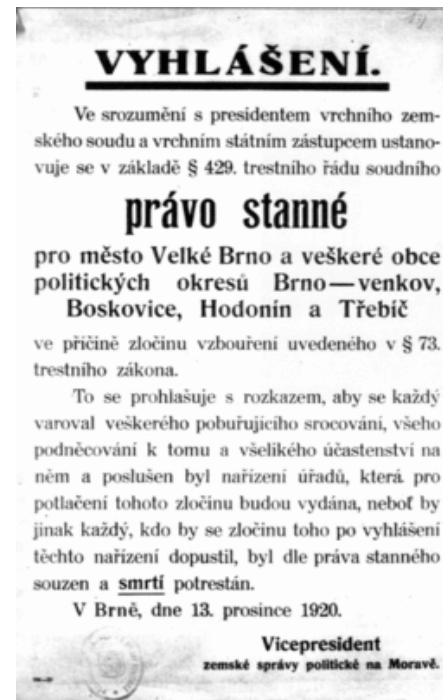 VYHLÁŠENÍ.
Ve srozumění s presidentem vrchního zem-
ského soudu a vrchním státním zástupcem ustano-
vuje se v základě § 429. trestního řádu soudního
právo stanné
pro město Velké Brno a veškeré obce
politických okresů Brno—venkov,
Boskovice, Hodonín a Třebíč
ve příčině zločinu vzbouření uvedeného v § 73.
trestního zákona.
To se prohlašuje s rozkazem, aby se každý
varoval veškerého pobuřujícího srocování, všeho
podněcování k tomu a všelikého účastenství na
něm a poslušen byl nařízení úřadů, která pro
potlačení tohoto zločinu budou vydána, neboť by
jinak každý, kdo by se zločinu toho po vyhlášení
těchto nařízení dopustil, byl dle práva stanného
souzen a smrtí potrestán.
V Brně, dne 13. prosince 1920.
Vicepresident
zemské správy politické na Moravě.